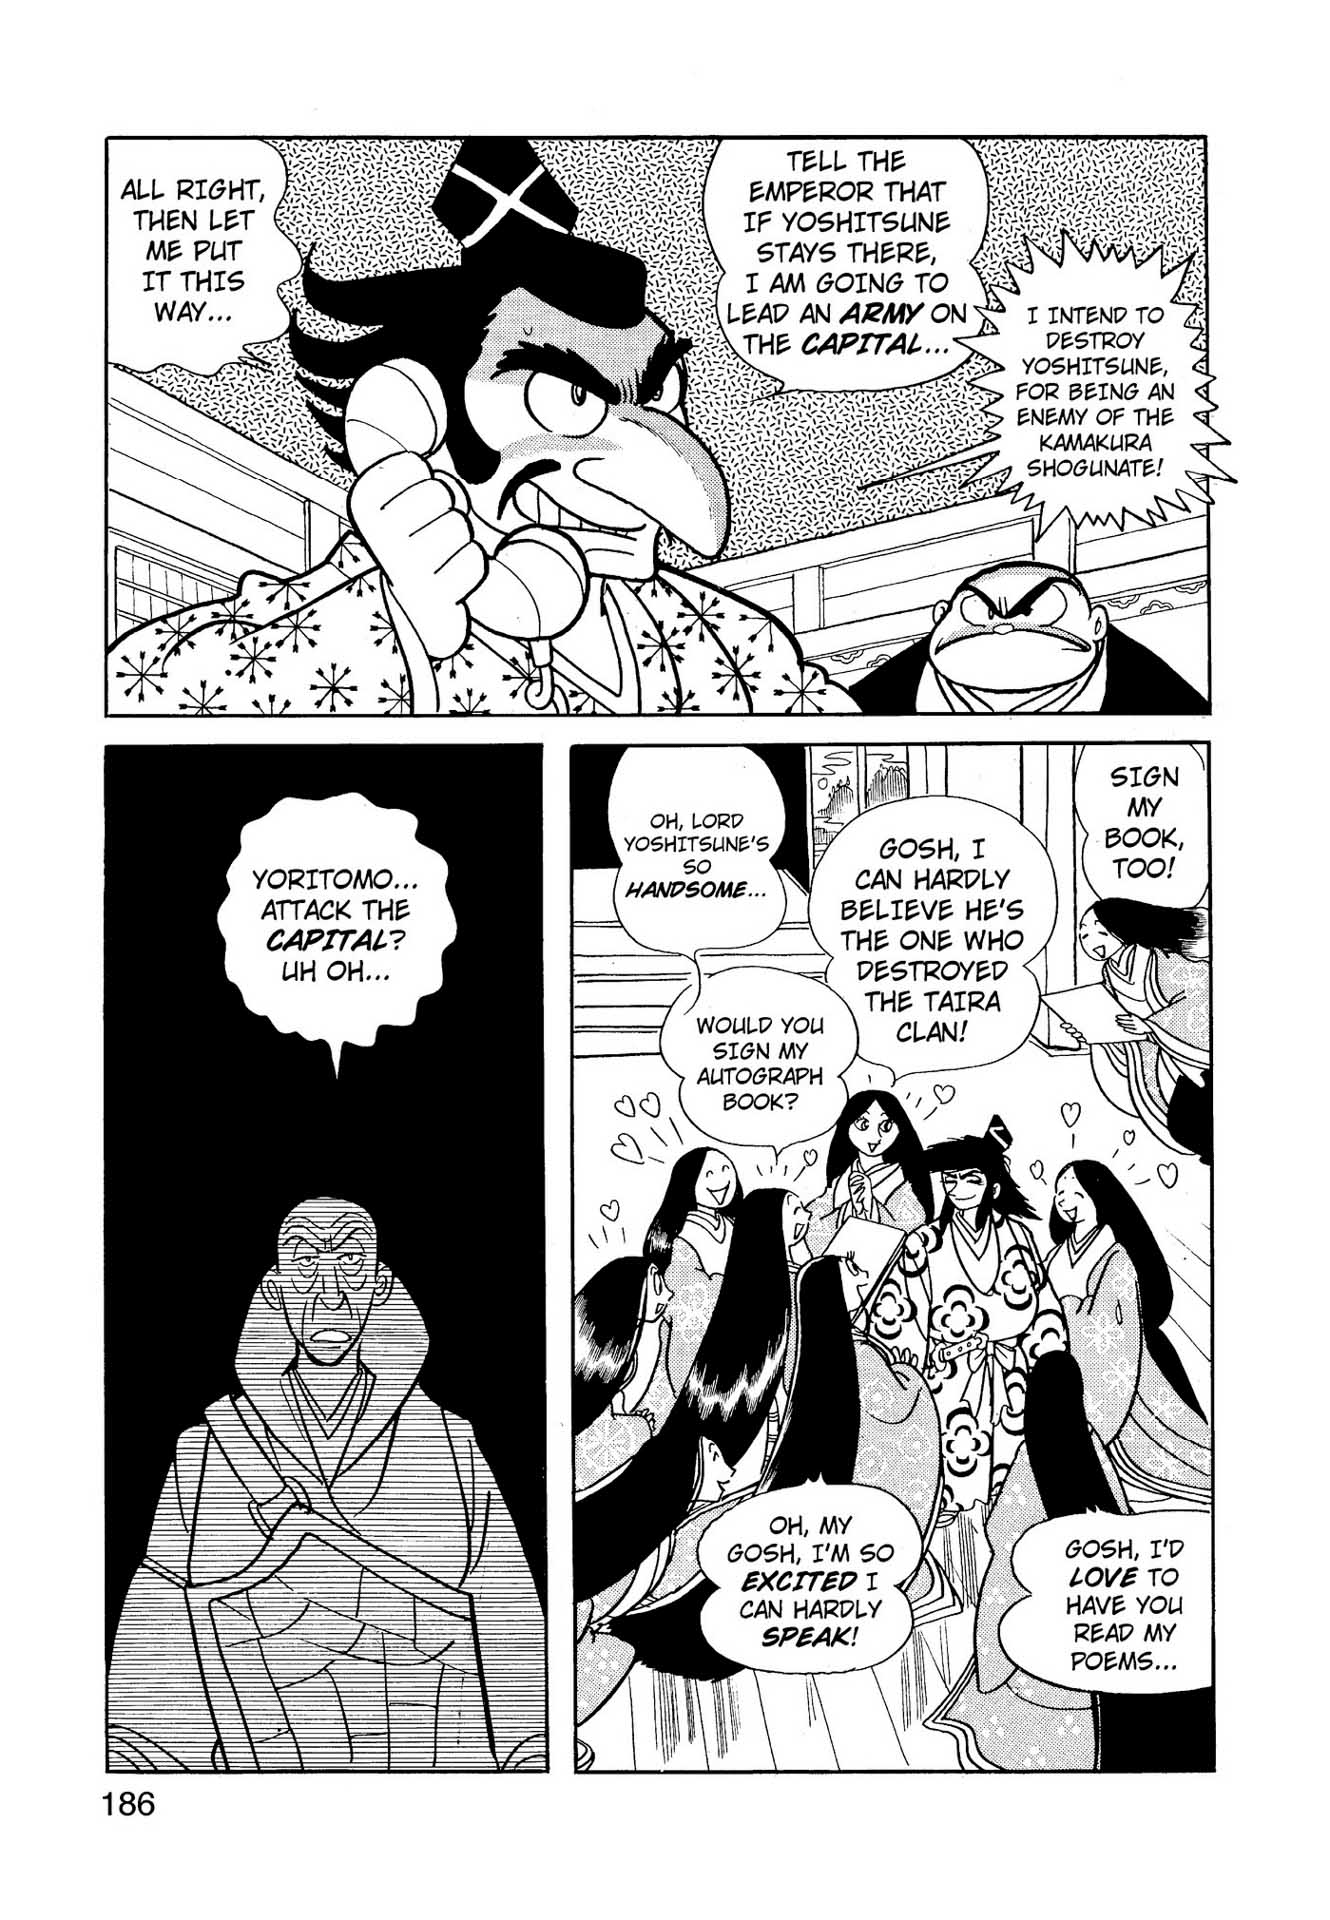 ALL RIGHT,
THEN LET
ME PUT
IT THIS
WAY...
TELL THE
EMPEROR THAT
IF YOSHITSUNE
STAYS THERE,
I AM GOING TO
LEAD AN ARMY ON
THE CAPITAL...
I INTEND TO
DESTROY
YOSHITSUNE,
FOR BEING AN
ENEMY OF THE
KAMAKURA
SHOGUNATE!
YORITOMO...
ATTACK THE
CAPITAL?
UH OH...
OH, LORD
YOSHITSUNE'S
SO
HANDSOME...
WOULD YOU
SIGN MY
AUTOGRAPH
BOOK?
GOSH, I
CAN HARDLY
BELIEVE HE'S
THE ONE WHO
DESTROYED
THE TAIRA
CLAN!
SIGN
MY
BOOK,
TOO!
OH, MY
GOSH, I'M SO
EXCITED I
CAN HARDLY
SPEAK!
GOSH, I'D
LOVE TO
HAVE YOU
READ MY
POEMS...
186